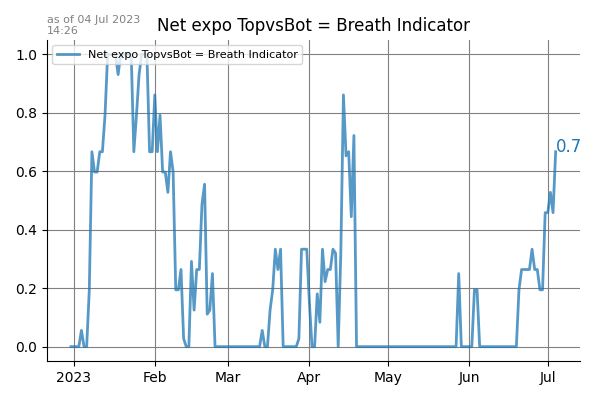 as of 04 Jul 2023
14:26
Net expo TopvsBot = Breath Indicator
Net expo TopvsBot = Breath Indicator
1.0
0.8
0.6
0.4
0.2
0.0
0.7
2023 Feb Mar Apr May Jun Jul